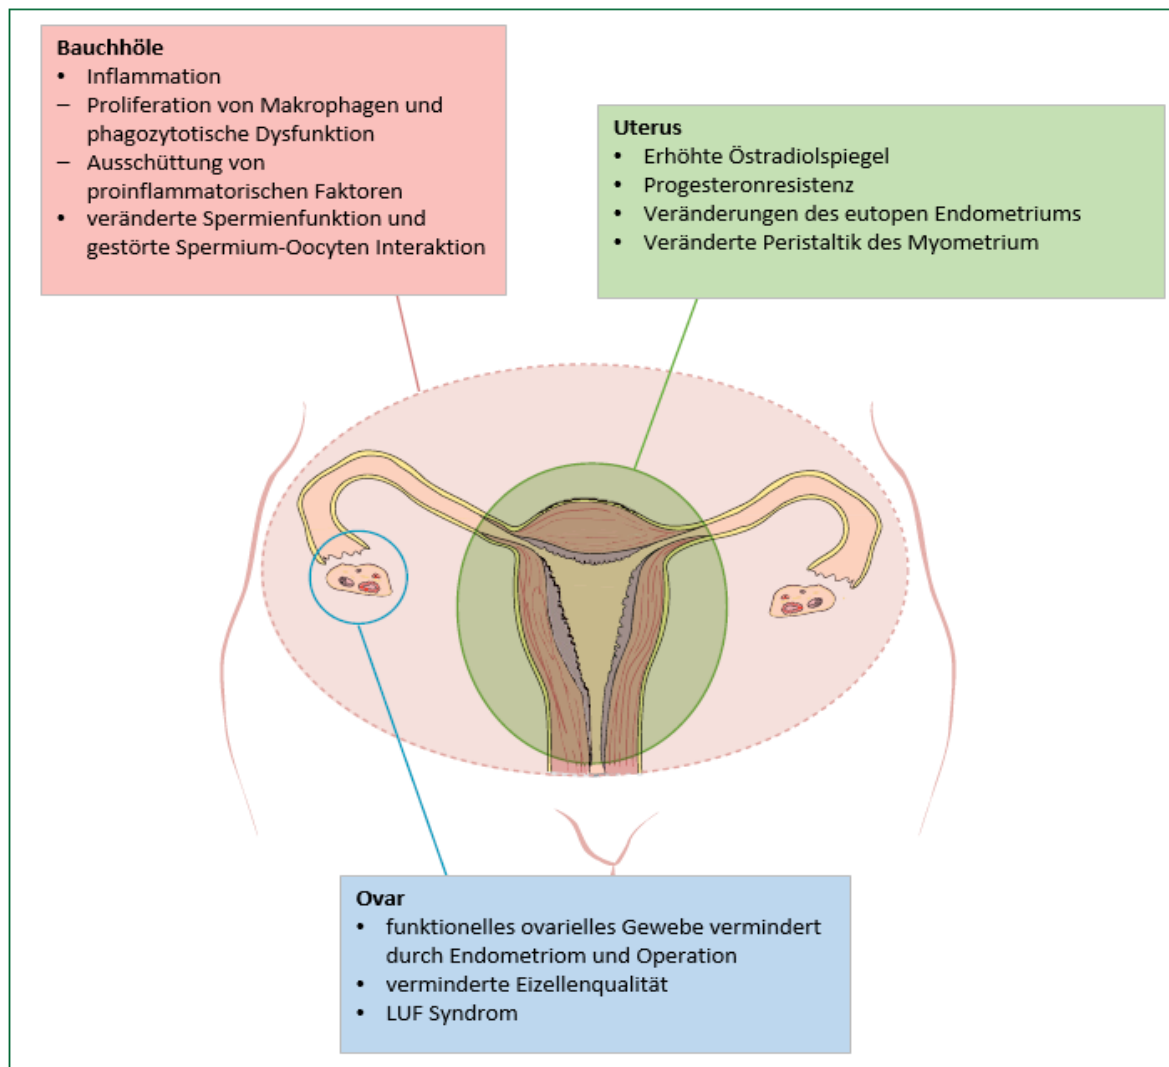 Bauchhöle
• Inflammation
– Proliferation von Makrophagen und
phagozytotische Dysfunktion
– Ausschüttung von
proinflammatorischen Faktoren
• veränderte Spermienfunktion und
gestörte Spermium-Oocyten Interaktion
Uterus
• Erhöhte Östradiolspiegel
• Progesteronresistenz
• Veränderungen des eutopen Endometriums
• Veränderte Peristaltik des Myometrium
Ovar
• funktionelles ovarielles Gewebe vermindert
durch Endometriom und Operation
• verminderte Eizellenqualität
• LUF Syndrom